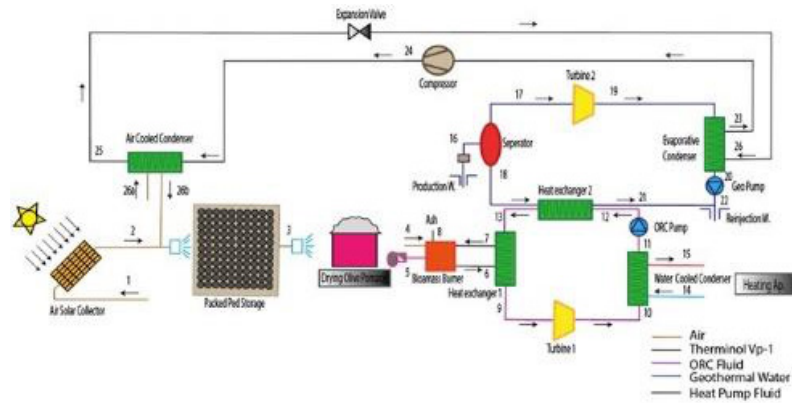 Expansion Valve
24
Compressor
Turbine 2
17
19
25
Air Cooled Condenser
16
Seperator
Evaporative
Condenser
23
26
26a
26b
18
Production W.
20
Geo Pump
Heat exchanger 2
21
22
Reinjection W.
2
3
Ash
4
8
7
13
12
ORC Pump
11
15
Drying Olive Pomace
5
6
Biomass Burner
Heat exchanger 1
Water Cooled Condenser
14
Heating Ap.
1
Air Solar Collector
Packed Ped Storage
9
10
Turbine 1
Air
Therminol Vp-1
ORC Fluid
Geothermal Water
Heat Pump Fluid